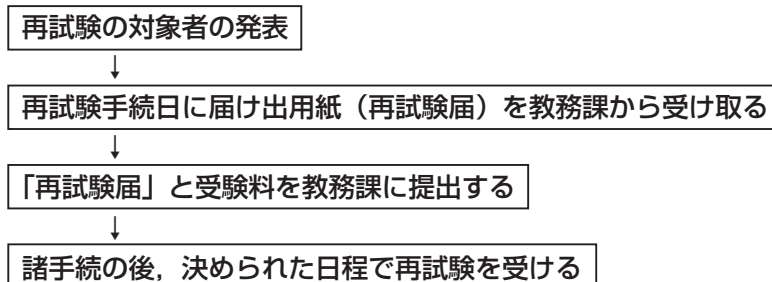 再試験の対象者の発表
再試験手続日に届け出用紙（再試験届）を教務課から受け取る
「再試験届」と受験料を教務課に提出する
諸手続の後，決められた日程で再試験を受ける